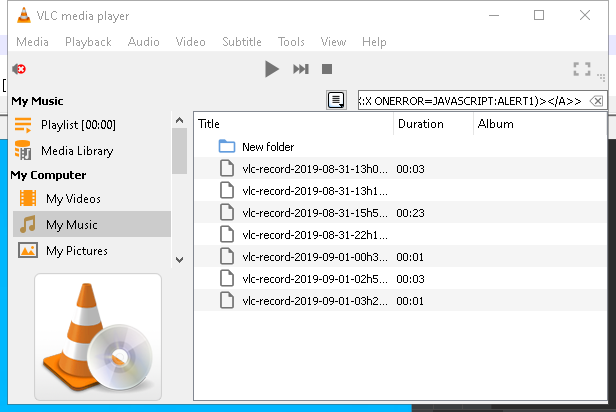 VLC media player
Media Playback Audio Video Subtitle Tools View Help
My Music
X:X ONERROR=JAVASCRIPT:ALERT1)></A>>
Playlist [00:00]
Media Library
My Computer
My Videos
My Music
My Pictures
Title Duration Album
New folder
vlc-record-2019-08-31-13h0... 00:03
vlc-record-2019-08-31-13h1...
vlc-record-2019-08-31-15h5... 00:23
vlc-record-2019-08-31-22h1...
vlc-record-2019-09-01-00h3... 00:01
vlc-record-2019-09-01-02h5... 00:03
vlc-record-2019-09-01-03h2... 00:01